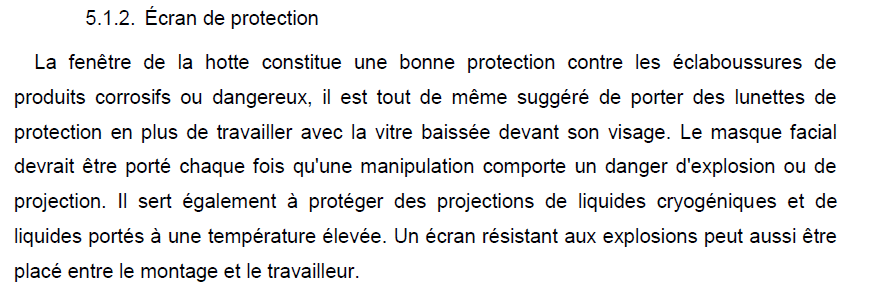 5.1.2. Écran de protection
La fenêtre de la hotte constitue une bonne protection contre les éclaboussures de
produits corrosifs ou dangereux, il est tout de même suggéré de porter des lunettes de
protection en plus de travailler avec la vitre baissée devant son visage. Le masque facial
devrait être porté chaque fois qu'une manipulation comporte un danger d'explosion ou de
projection. Il sert également à protéger des projections de liquides cryogéniques et de
liquides portés à une température élevée. Un écran résistant aux explosions peut aussi être
placé entre le montage et le travailleur.